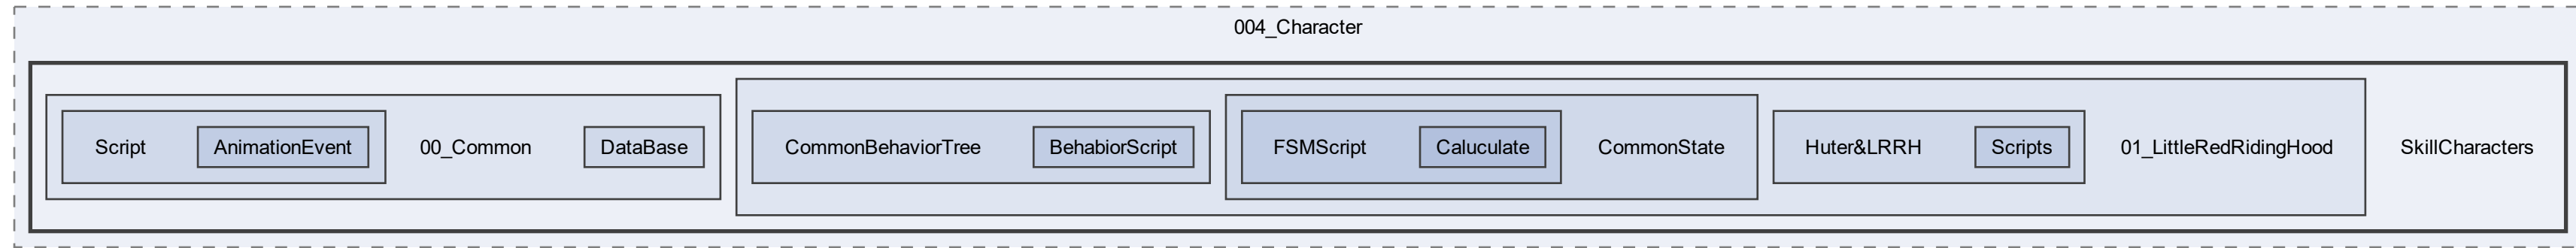 004_Character
Script
AnimationEvent
00_Common
DataBase
CommonBehaviorTree
BehabiorScript
FSMScript
Caluculate
CommonState
Huter&LRRH
Scripts
01_LittleRedRidingHood
SkillCharacters